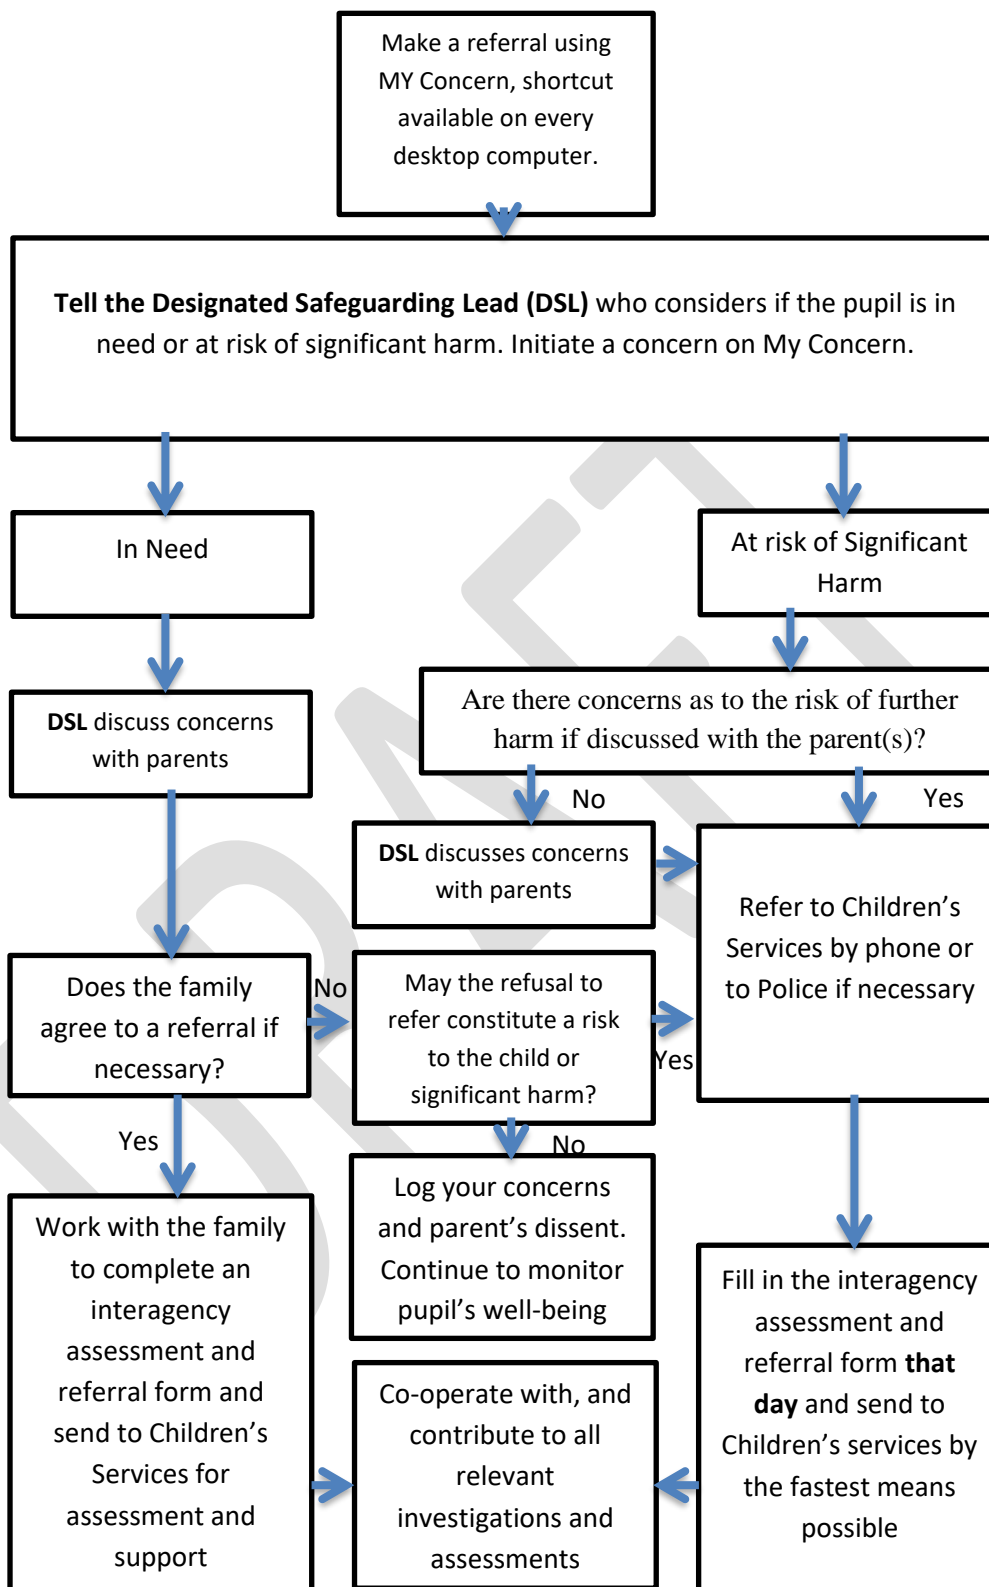 Make a referral using
MY Concern, shortcut
available on every
desktop computer.
Tell the Designated Safeguarding Lead (DSL) who considers if the pupil is in
need or at risk of significant harm. Initiate a concern on My Concern.
In Need
At risk of Significant
Harm
DSL discuss concerns
with parents
Are there concerns as to the risk of further
harm if discussed with the parent(s)?
No
Yes
DSL discusses concerns
with parents
Refer to Children’s
Services by phone or
to Police if necessary
Does the family
agree to a referral if
necessary?
No
May the refusal to
refer constitute a risk
to the child or
significant harm?
Yes
Yes
No
Work with the family
to complete an
interagency
assessment and
referral form and
send to Children’s
Services for
assessment and
support
Log your concerns
and parent’s dissent.
Continue to monitor
pupil’s well-being
Fill in the interagency
assessment and
referral form that
day and send to
Children’s services by
the fastest means
possible
Co-operate with, and
contribute to all
relevant
investigations and
assessments
DRAFT